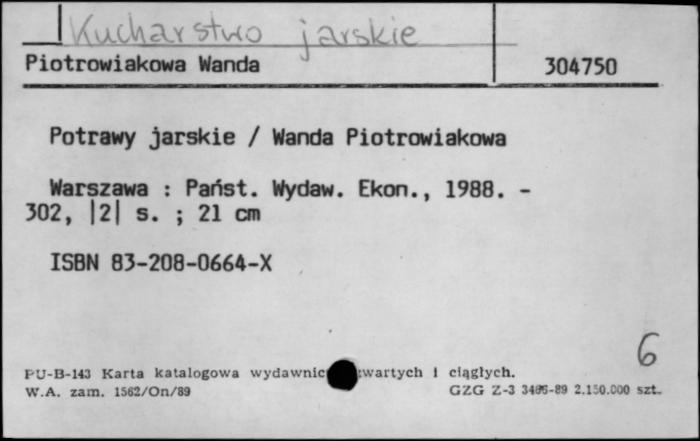 Kucharstwo jarskie
Piotrowiakowa Wanda 304750
Potrawy jarskie / Wanda Piotrowiakowa
Warszawa : Państ. Wydaw. Ekon., 1988. -
302, |2| s. ; 21 cm
ISBN 83-208-0664-X
6
PU-B-143 Karta katalogowa wydawnic wartych i ciągłych.
W.A. zam. 1562/On/89 GZG Z-3 -89 2.150.000 szt.